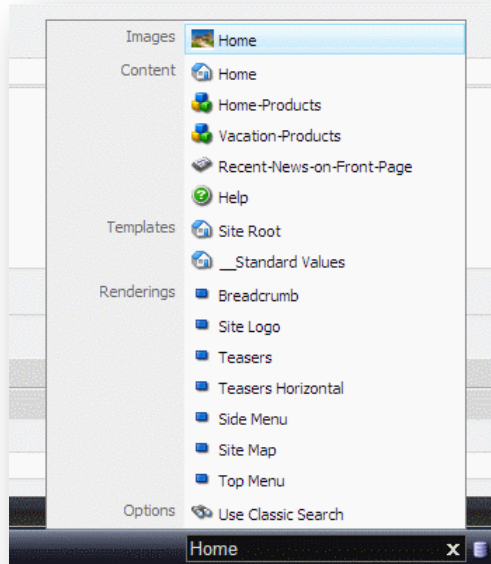 Images Home
Content Home
Home-Products
Vacation-Products
Recent-News-on-Front-Page
Help
Templates Site Root
__Standard Values
Renderings Breadcrumb
Site Logo
Teasers
Teasers Horizontal
Side Menu
Site Map
Top Menu
Options Use Classic Search
Home x